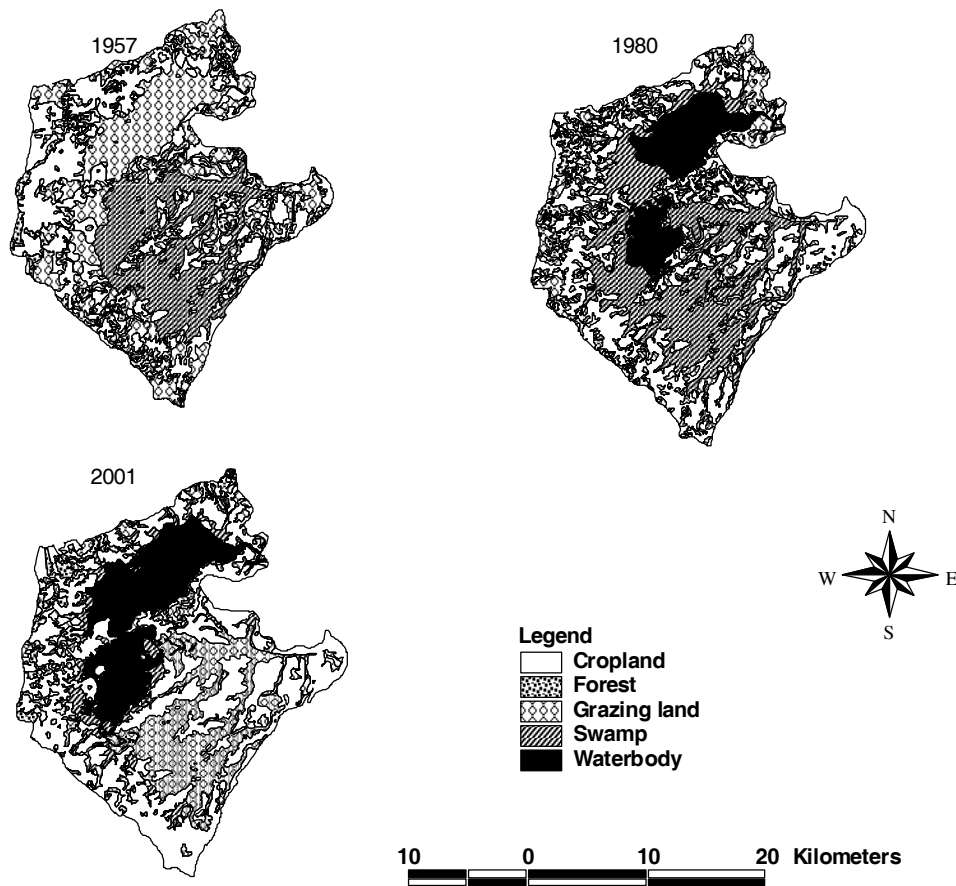 1957
1980
2001
N
W E
S
Legend
Cropland
Forest
Grazing land
Swamp
Waterbody
10 0 10 20 Kilometers